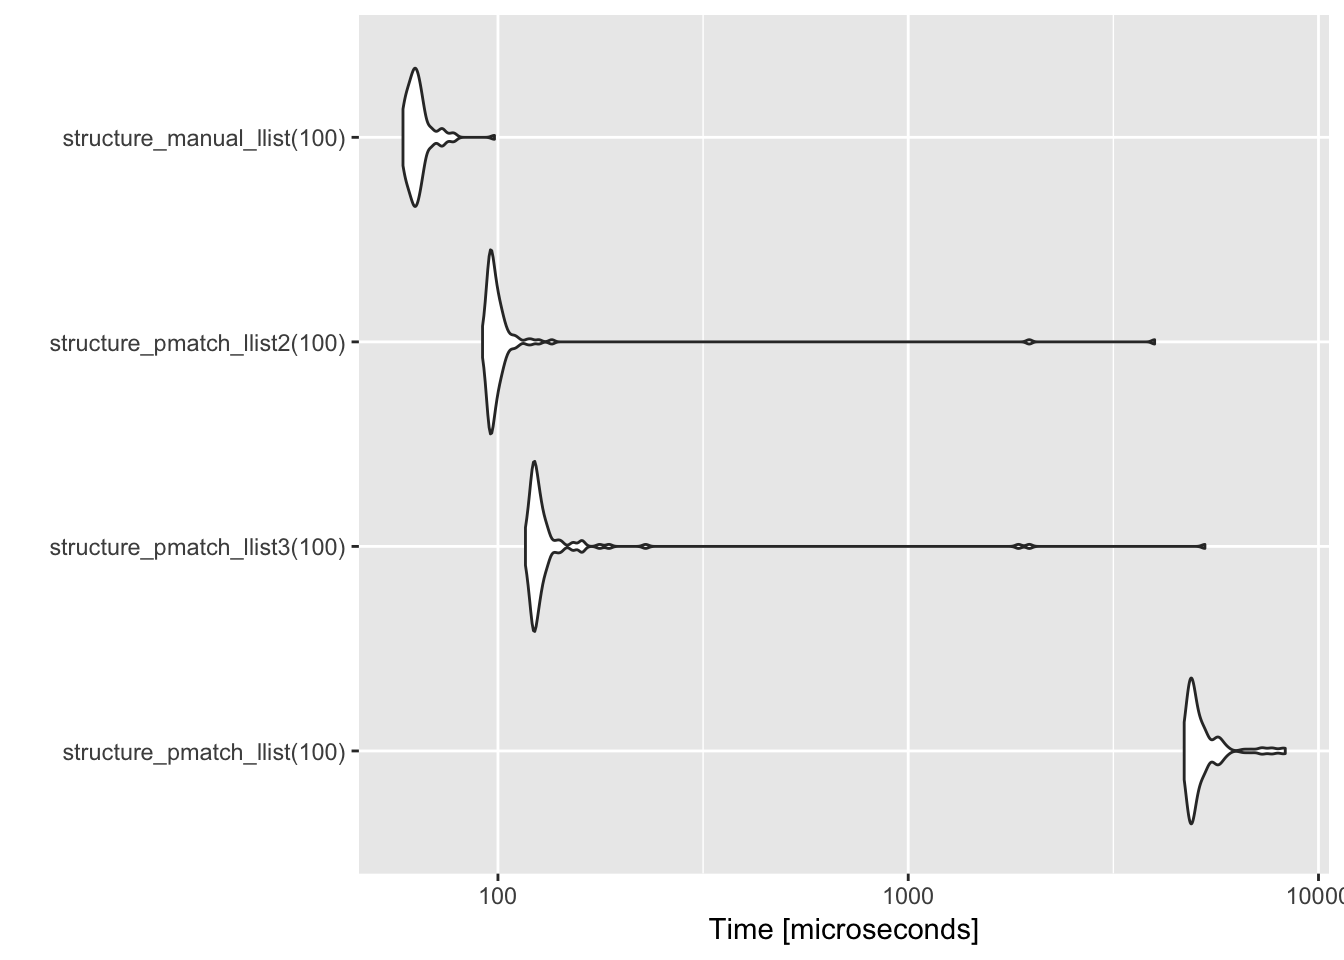 structure_manual_llist(100)
structure_pmatch_llist2(100)
structure_pmatch_llist3(100)
structure_pmatch_llist(100)
100 1000 10000
Time [microseconds]